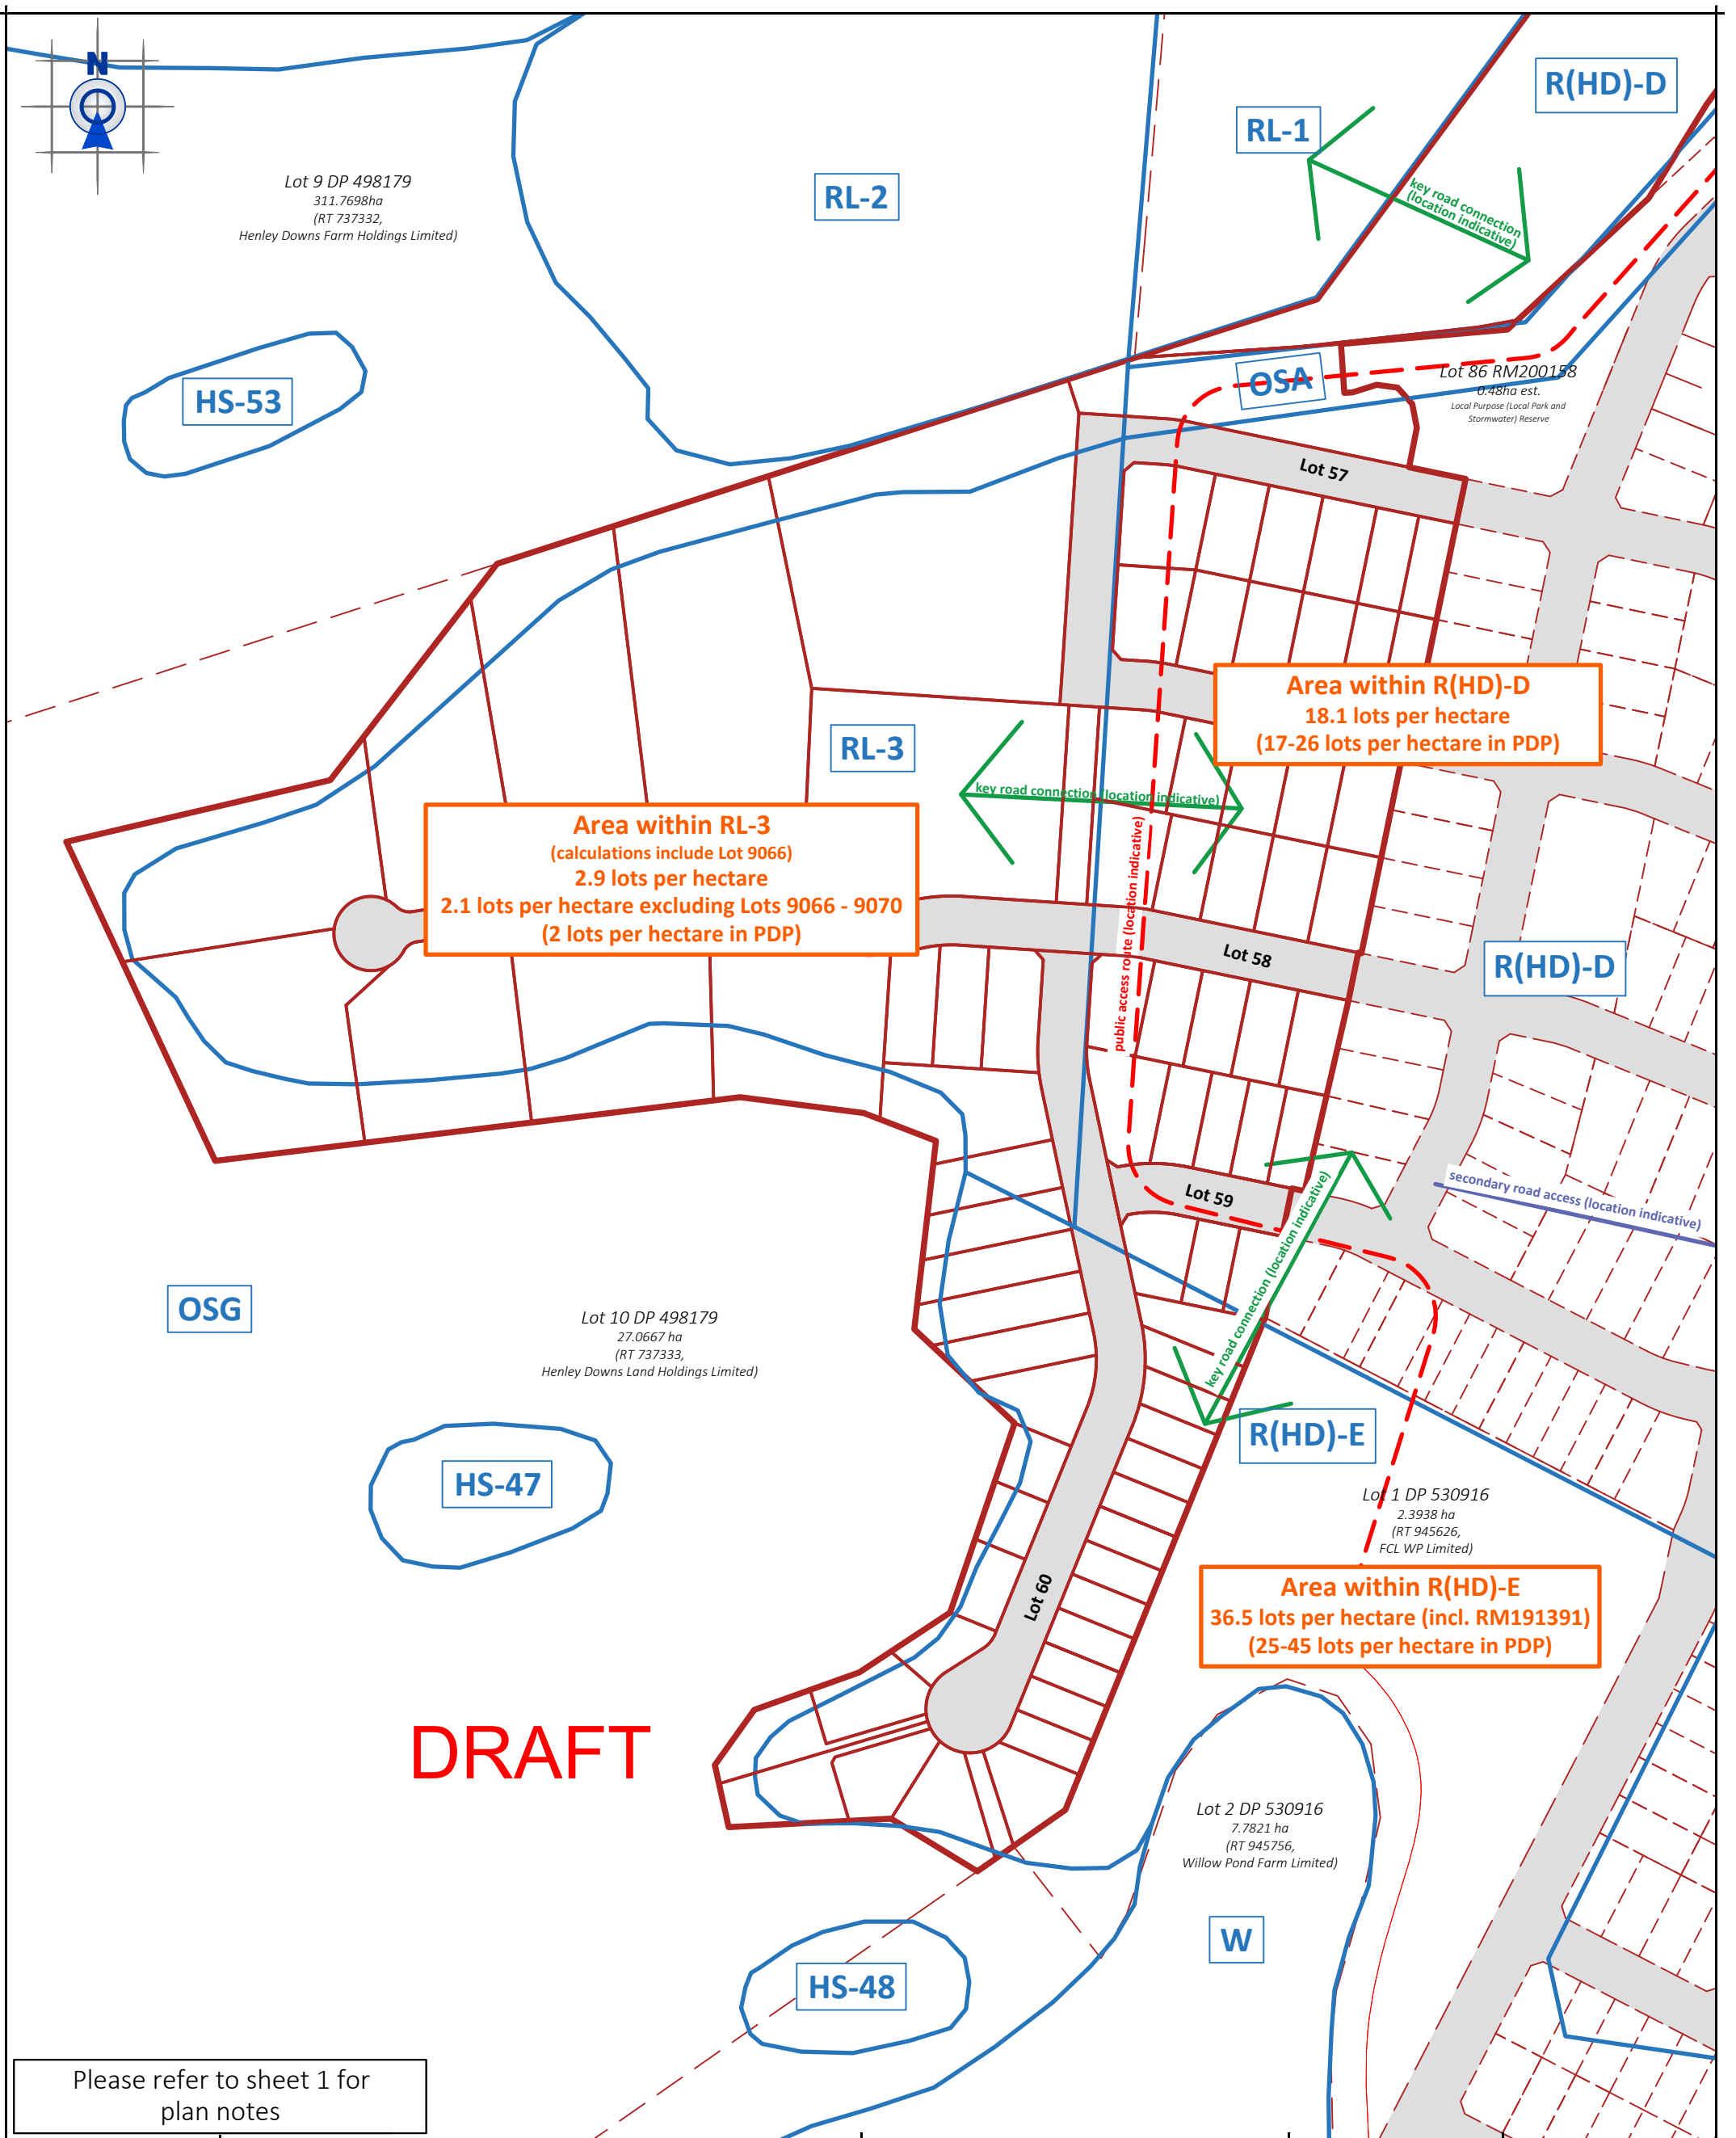 N
R(HD)-D
RL-1
key road connection
(location indicative)
Lot 9 DP 498179
311.7698ha
(RT 737332,
Henley Downs Farm Holdings Limited)
RL-2
HS-53
OSA
Lot 86 RM200158
0.48ha est.
Local Purpose (Local Park and
Stormwater) Reserve
Lot 57
Area within R(HD)-D
18.1 lots per hectare
(17-26 lots per hectare in PDP)
RL-3
key road connection (location indicative)
Area within RL-3
(calculations include Lot 9066)
2.9 lots per hectare
2.1 lots per hectare excluding Lots 9066 - 9070
(2 lots per hectare in PDP)
public access route (location indicative)
Lot 58
R(HD)-D
Lot 59
secondary road access (location indicative)
key road connection (location indicative)
OSG
Lot 10 DP 498179
27.0667 ha
(RT 737333,
Henley Downs Land Holdings Limited)
R(HD)-E
HS-47
Lot 1 DP 530916
2.3938 ha
(RT 945626,
FCL WP Limited)
Lot 60
Area within R(HD)-E
36.5 lots per hectare (incl. RM191391)
(25-45 lots per hectare in PDP)
DRAFT
Lot 2 DP 530916
7.7821 ha
(RT 945756,
Willow Pond Farm Limited)
W
HS-48
Please refer to sheet 1 for
plan notes